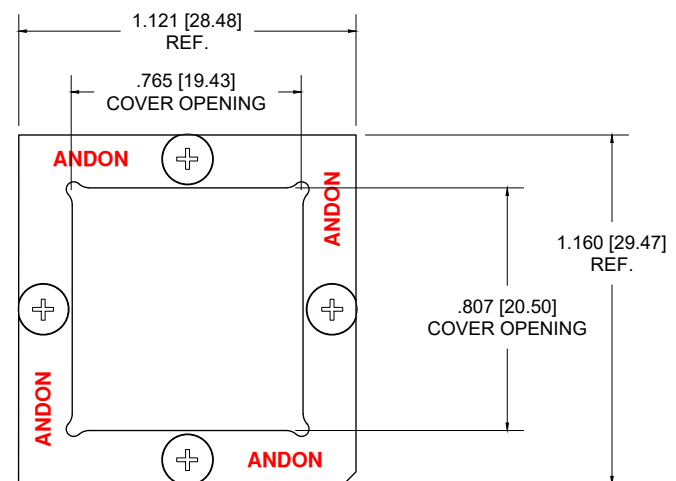 1.121 [28.48]
REF.
.765 [19.43]
COVER OPENING
ANDON
ANDON
1.160 [29.47]
REF.
.807 [20.50]
COVER OPENING
ANDON
ANDON